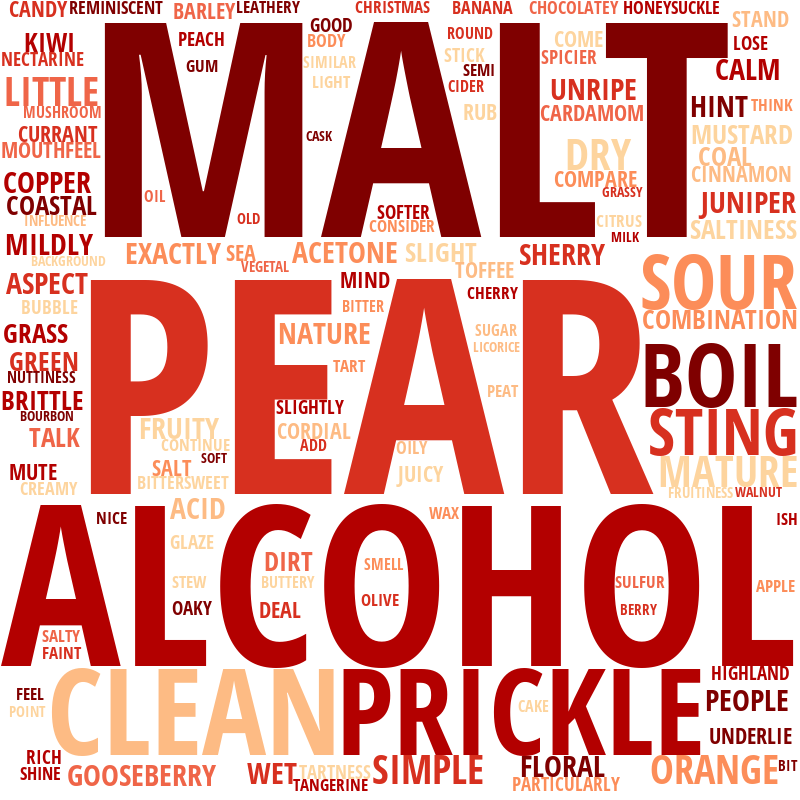 CANDY
REMINISCENT
BARLEY
LEATHERY
CHRISTMAS
BANANA
CHOCOLATEY
HONEYSUCKLE
STAND
KIWI
PEACH
GOOD
BODY
ROUND
COME
LOSE
NECTARINE
GUM
SIMILAR
STICK
SPICIER
CALM
LIGHT
SEMI
CIDER
UNRIPE
LITTLE
MUSHROOM
RUB
CARDAMOM
HINT
THINK
MALT
CURRANT
MOUTHFEEL
CASK
DRY
MUSTARD
COAL
COPPER
COMPARE
CINNAMON
COASTAL
OIL
GRASSY
JUNIPER
INFLUENCE
OLD
SOFTER
CONSIDER
CITRUS
SALTINESS
MILDLY
MILK
BACKGROUND
EXACTLY
SEA
VEGETAL
ACETONE
SLIGHT
SHERRY
ASPECT
MIND
TOFFEE
SOUR
BUBBLE
BITTER
CHERRY
COMBINATION
GRASS
NATURE
SUGAR
LICORICE
PEAR
GREEN
TART
BOIL
NUTTINESS
BRITTLE
PEAT
BOURBON
SLIGHTLY
STING
TALK
FRUITY
CORDIAL
CONTINUE
ADD
OILY
MUTE
SALT
SOFT
JUICY
MATURE
CREAMY
BITTERSWEET
FRUITINESS
WALNUT
NICE
ACID
WAX
ISH
ALCOHOL
GLAZE
DIRT
SMELL
STEW
BUTTERY
SULFUR
APPLE
OAKY
DEAL
OLIVE
BERRY
SALTY
FAINT
HIGHLAND
FEEL
POINT
CLEAN
PRICKLE
CAKE
PEOPLE
UNDERLIE
RICH
SHINE
GOOSEBERRY
WET
TARTNESS
TANGERINE
SIMPLE
FLORAL
PARTICULARLY
ORANGE
BIT